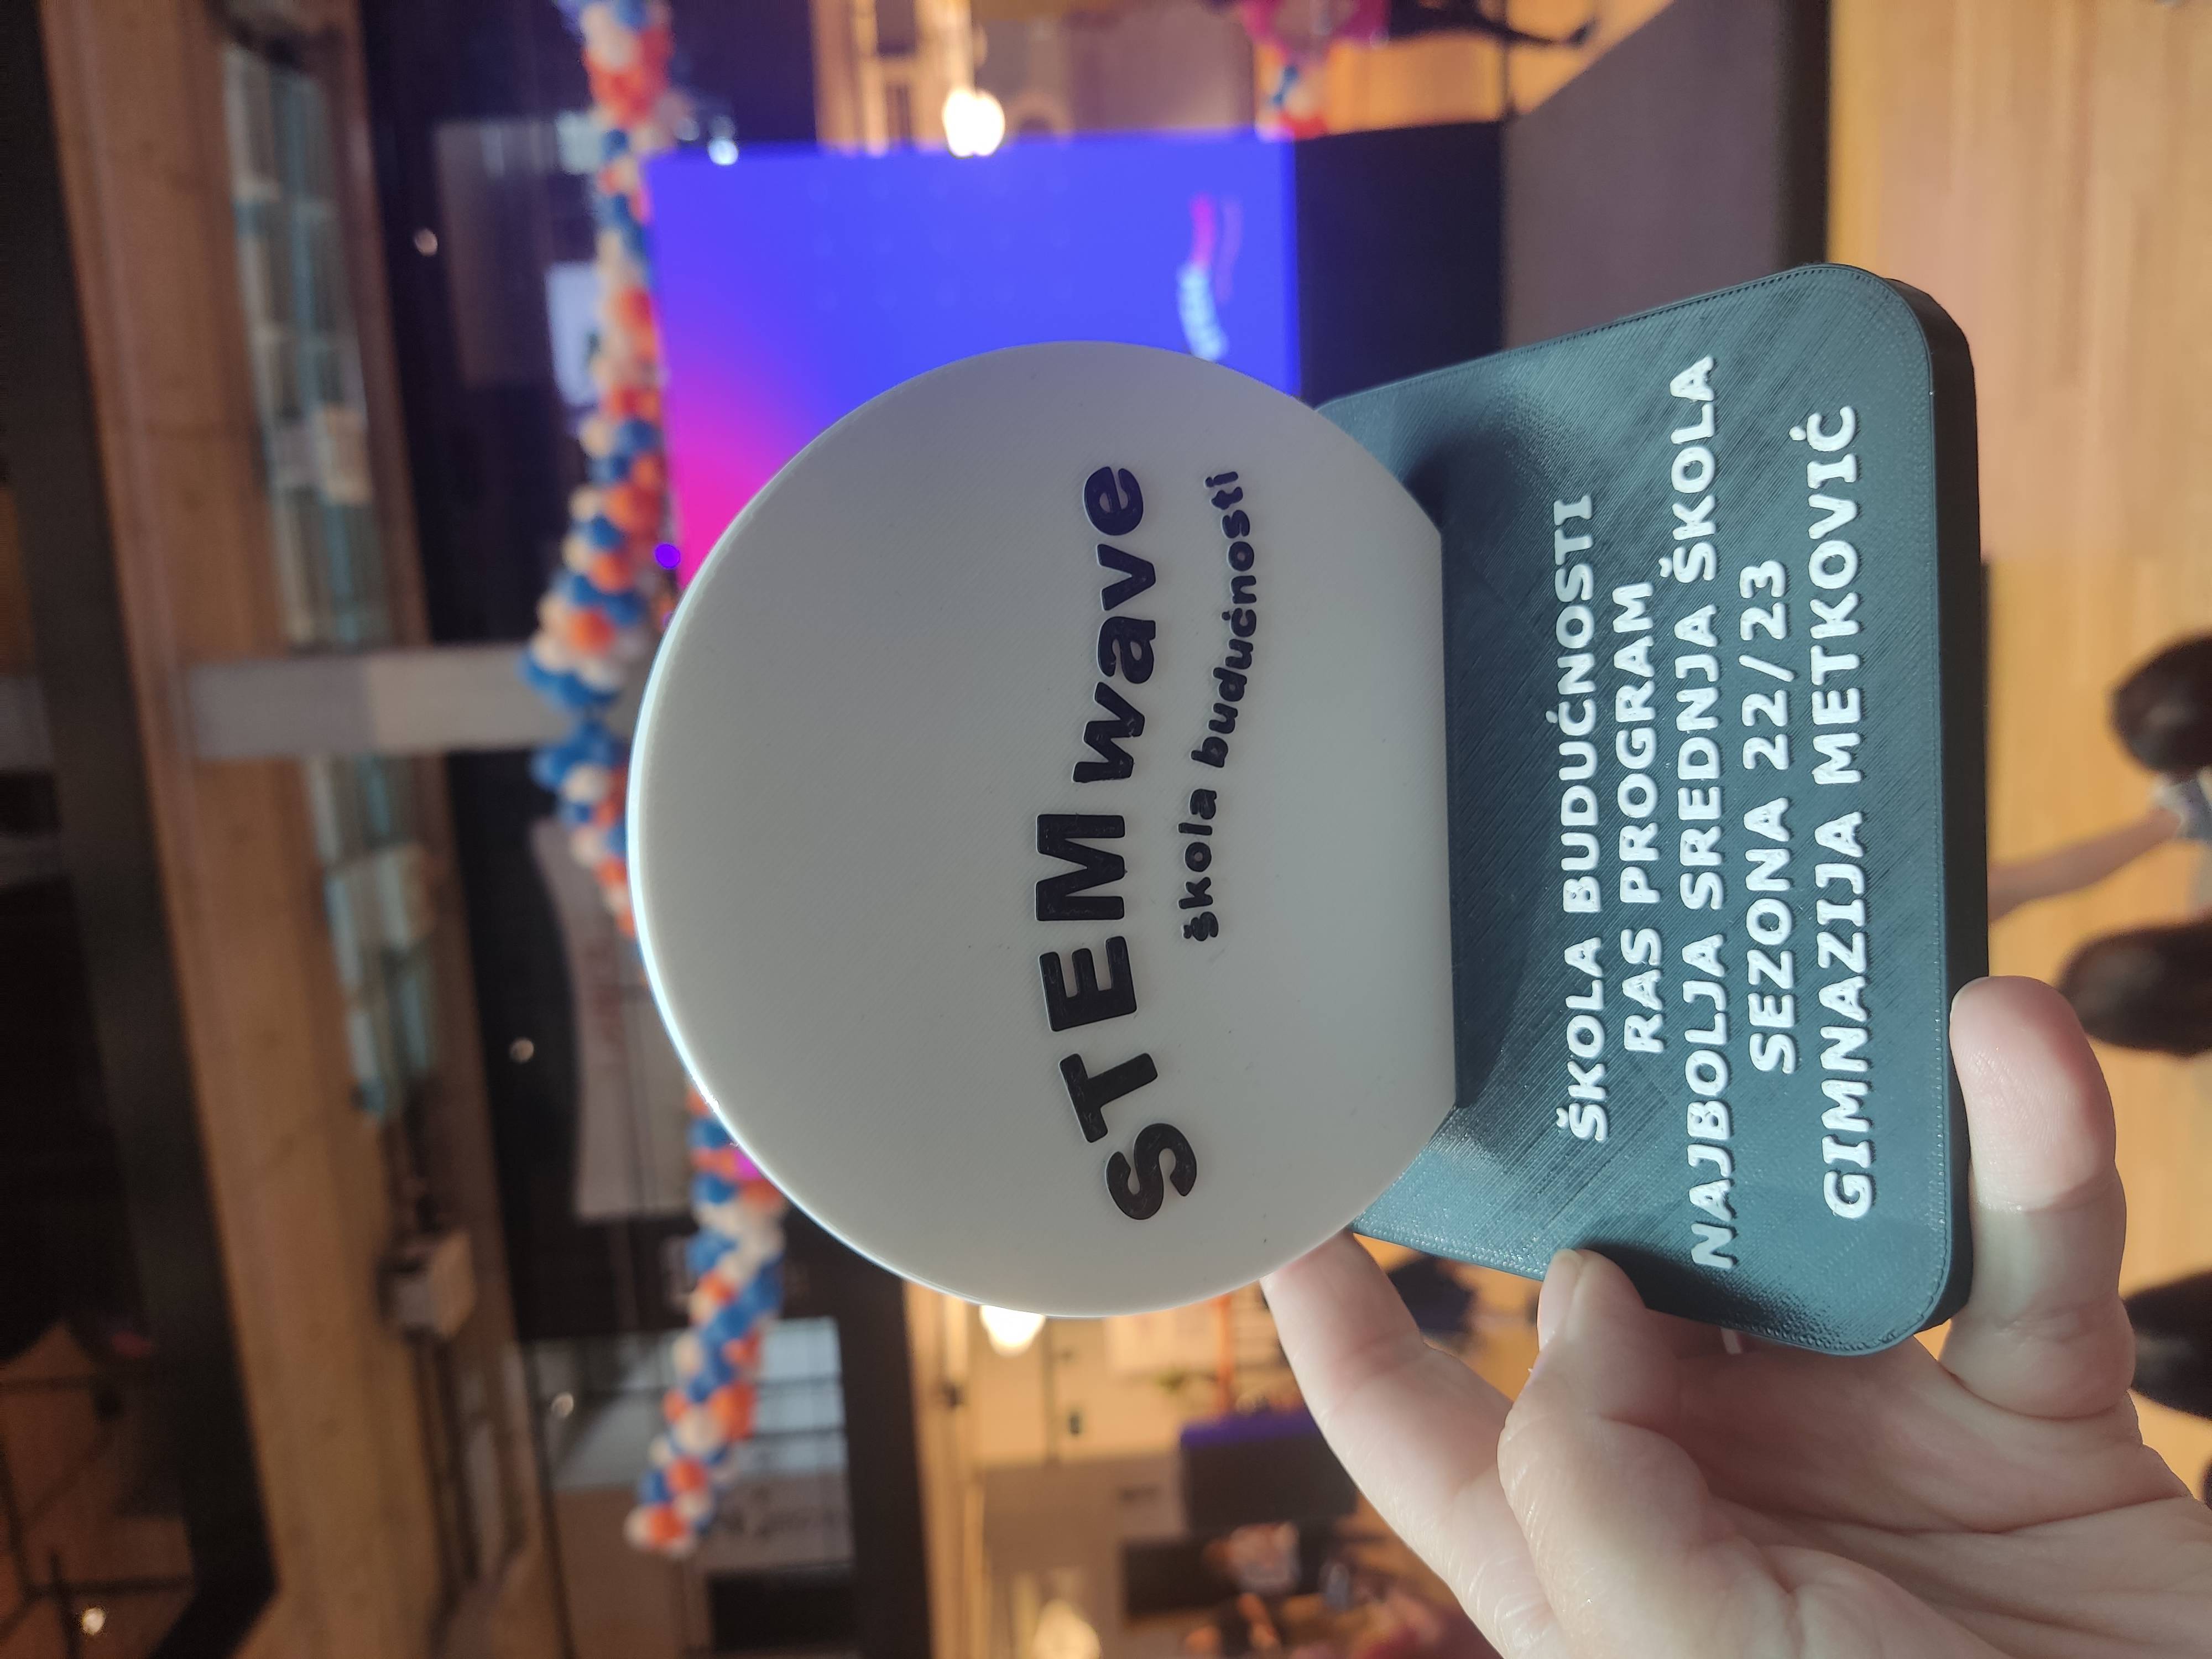 STEM wave
škola budućnosti
ŠKOLA BUDUĆNOSTI
RAS PROGRAM
NAJBOLJA SREDNJA ŠKOLA
SEZONA 22/23
GIMNAZIJA METKOVIĆ